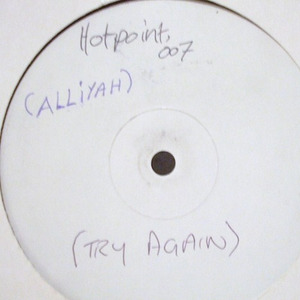 Hotpoint,
007
(ALLiYAH)
(TRY AGAIN)